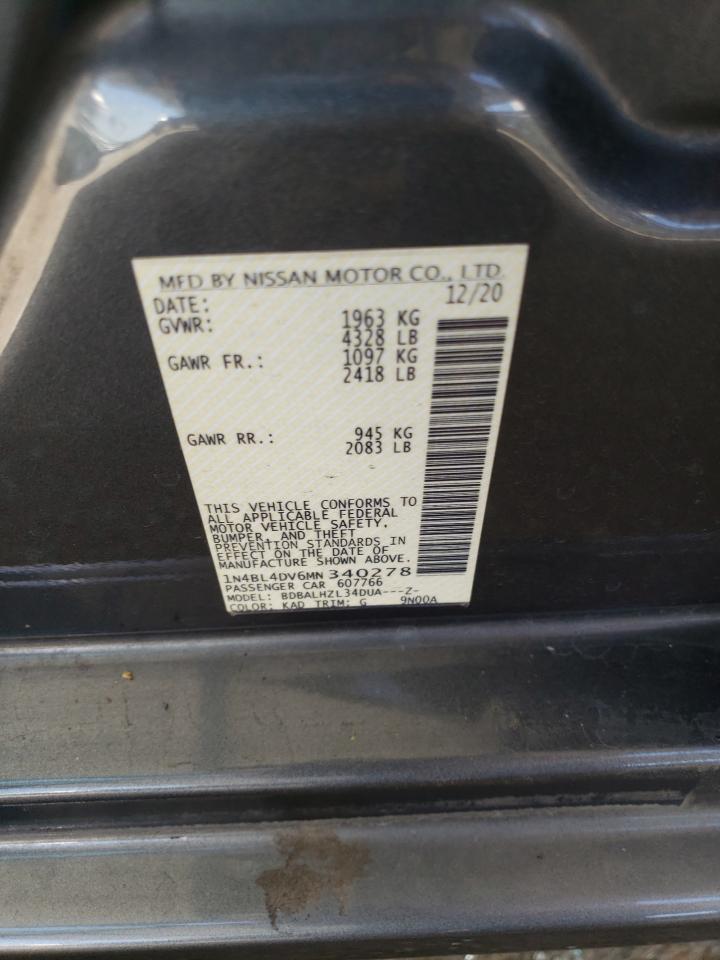 MFD BY NISSAN MOTOR CO., LTD.
DATE: 12/20
GVWR: 1963 KG
4328 LB
GAWR FR.: 1097 KG
2418 LB
GAWR RR.: 945 KG
2083 LB
THIS VEHICLE CONFORMS TO
ALL APPLICABLE FEDERAL
MOTOR VEHICLE SAFETY,
BUMPER, AND THEFT
PREVENTION STANDARDS IN
EFFECT ON THE DATE OF
MANUFACTURE SHOWN ABOVE.
1N4BL4DV6MN 340278
PASSENGER CAR 607766
MODEL: BDBALHZL34DUA---Z-
COLOR: KAD TRIM: G 9N00A